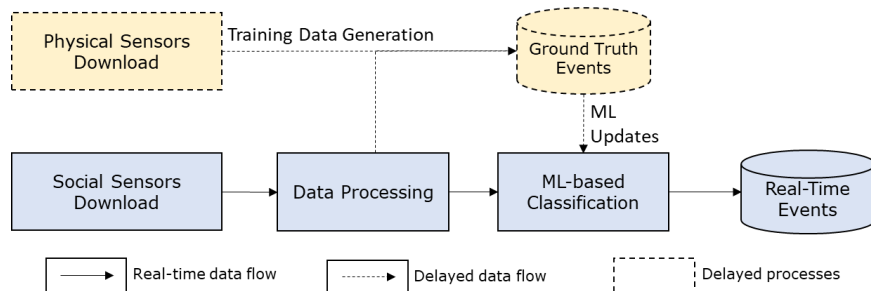 Physical Sensors
Download
Training Data Generation
Ground Truth
Events
ML
Updates
Social Sensors
Download
Data Processing
ML-based
Classification
Real-Time
Events
Real-time data flow
Delayed data flow
Delayed processes